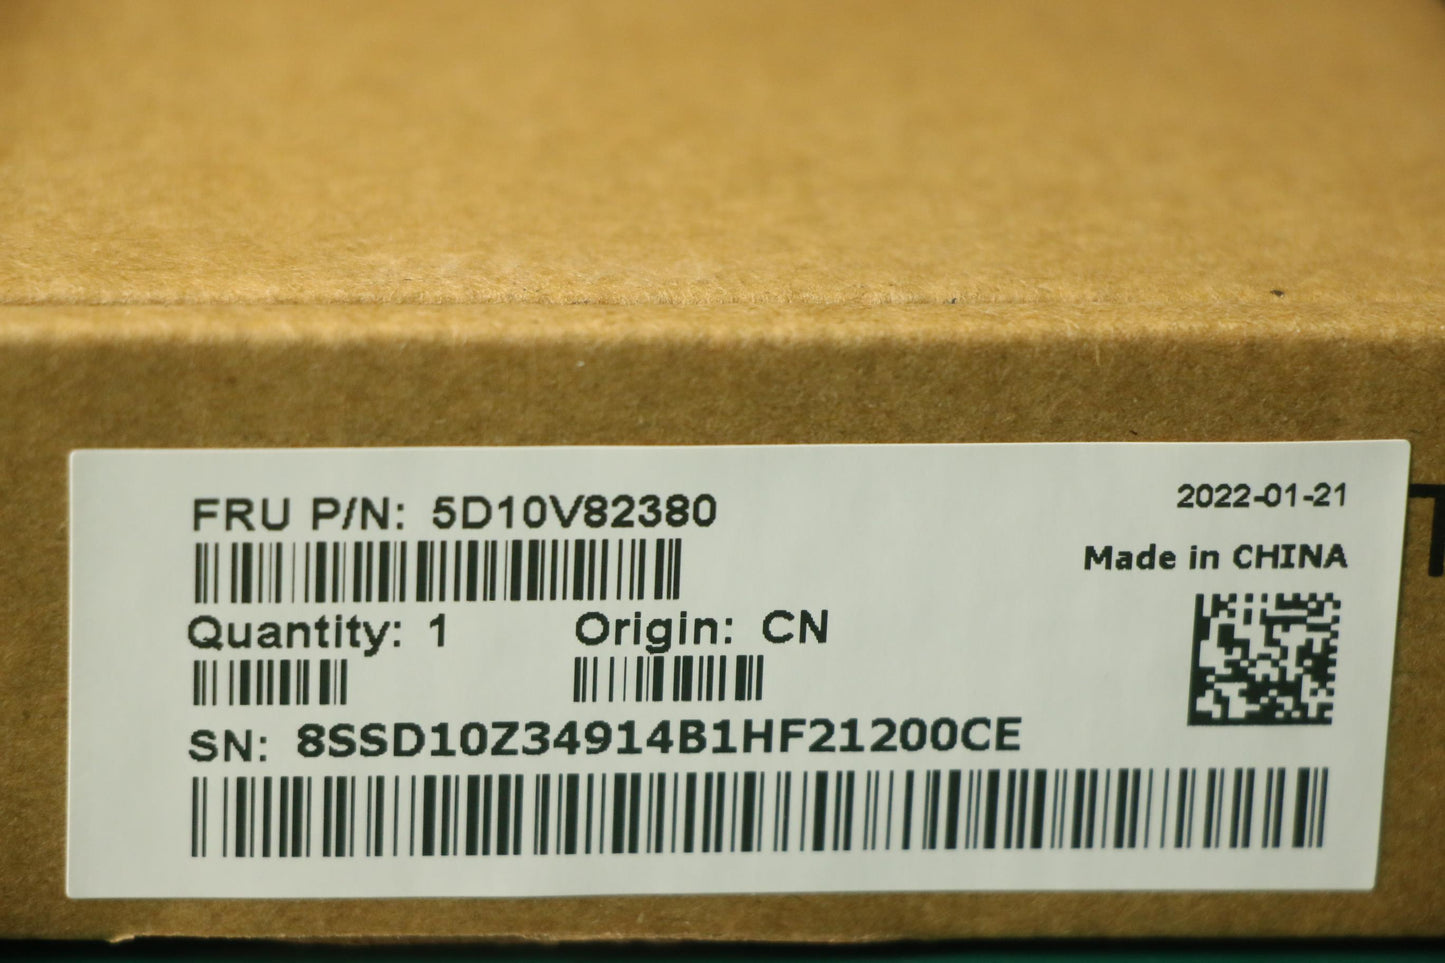 FRU P/N: 5D10V82380
2022-01-21
Made in CHINA
Quantity: 1
Origin: CN
SN: 8SSD10Z34914B1HF21200CE